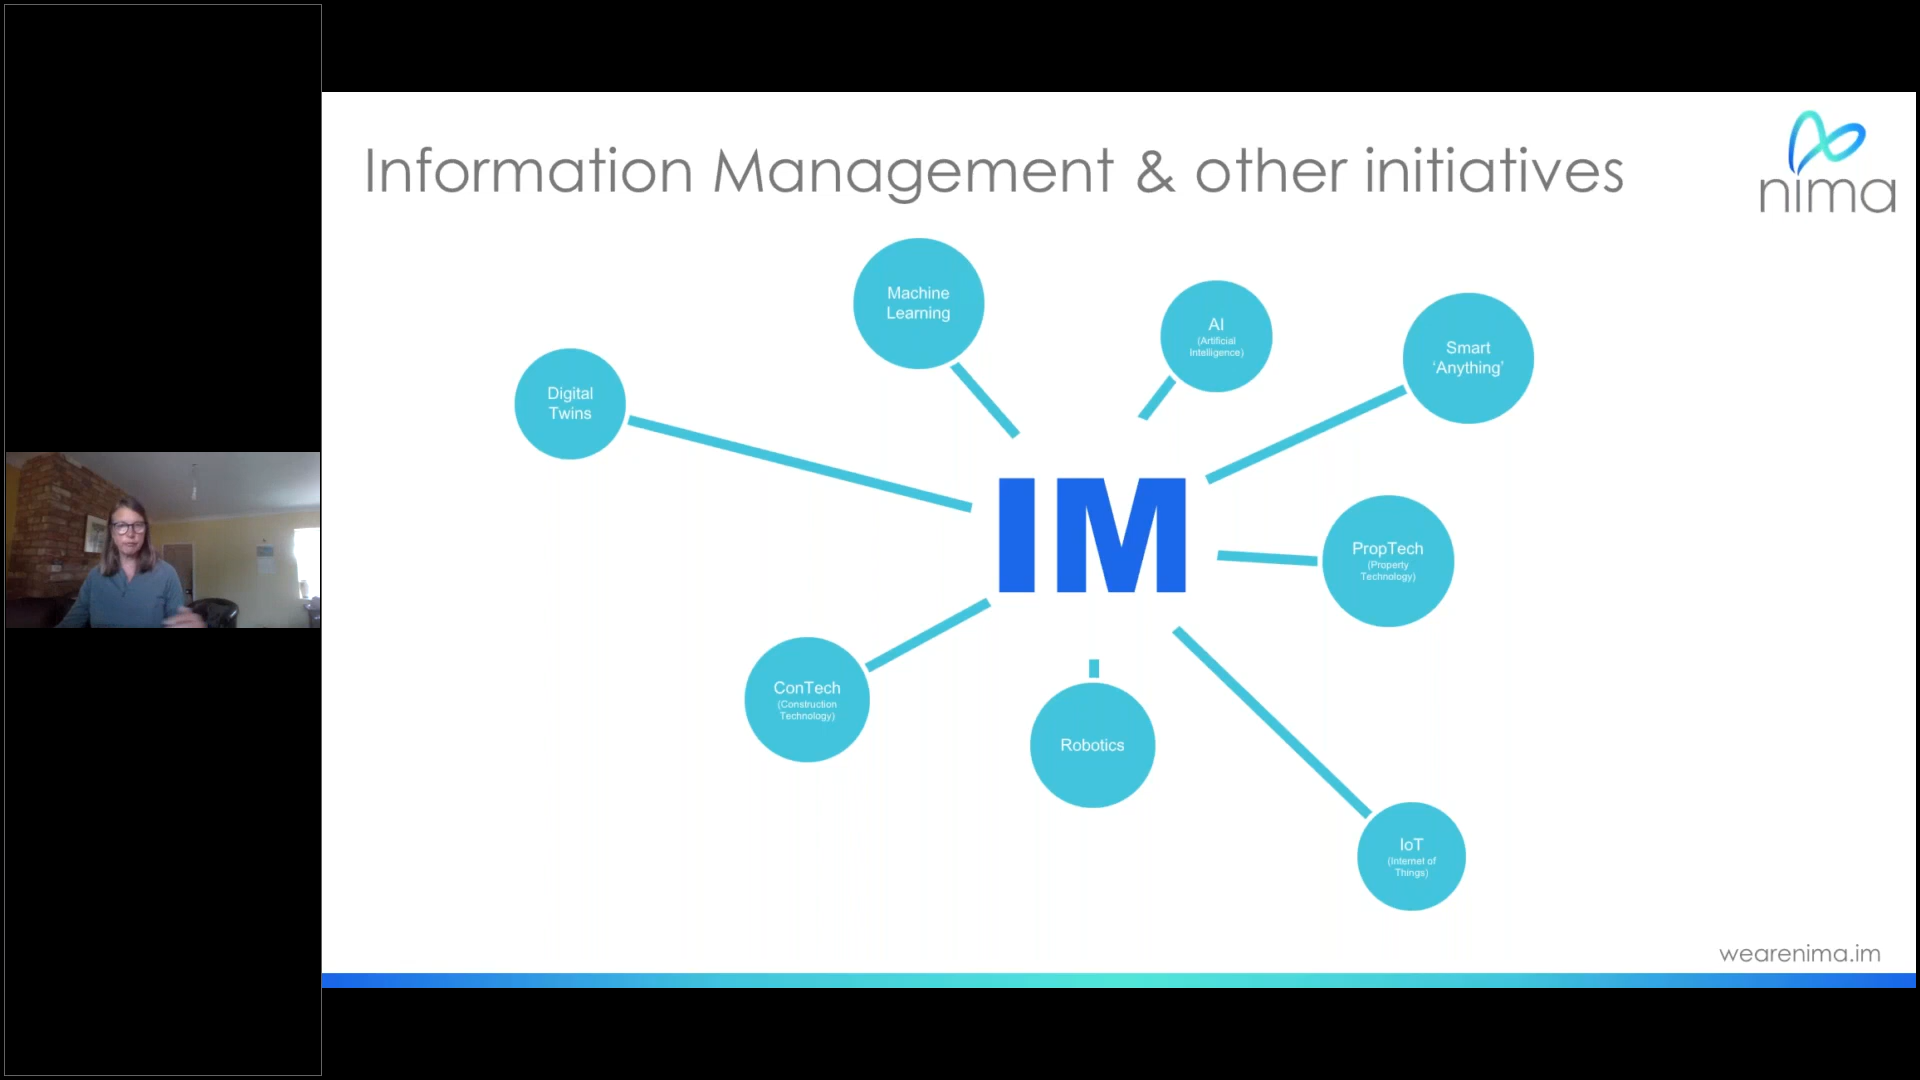 Information Management & other initiatives
nima
Machine
Learning
AI
(Artificial
Intelligence)
Smart
‘Anything’
Digital
Twins
IM
PropTech
(Property
Technology)
ConTech
(Construction
Technology)
Robotics
IoT
(Internet of
Things)
wearenima.im